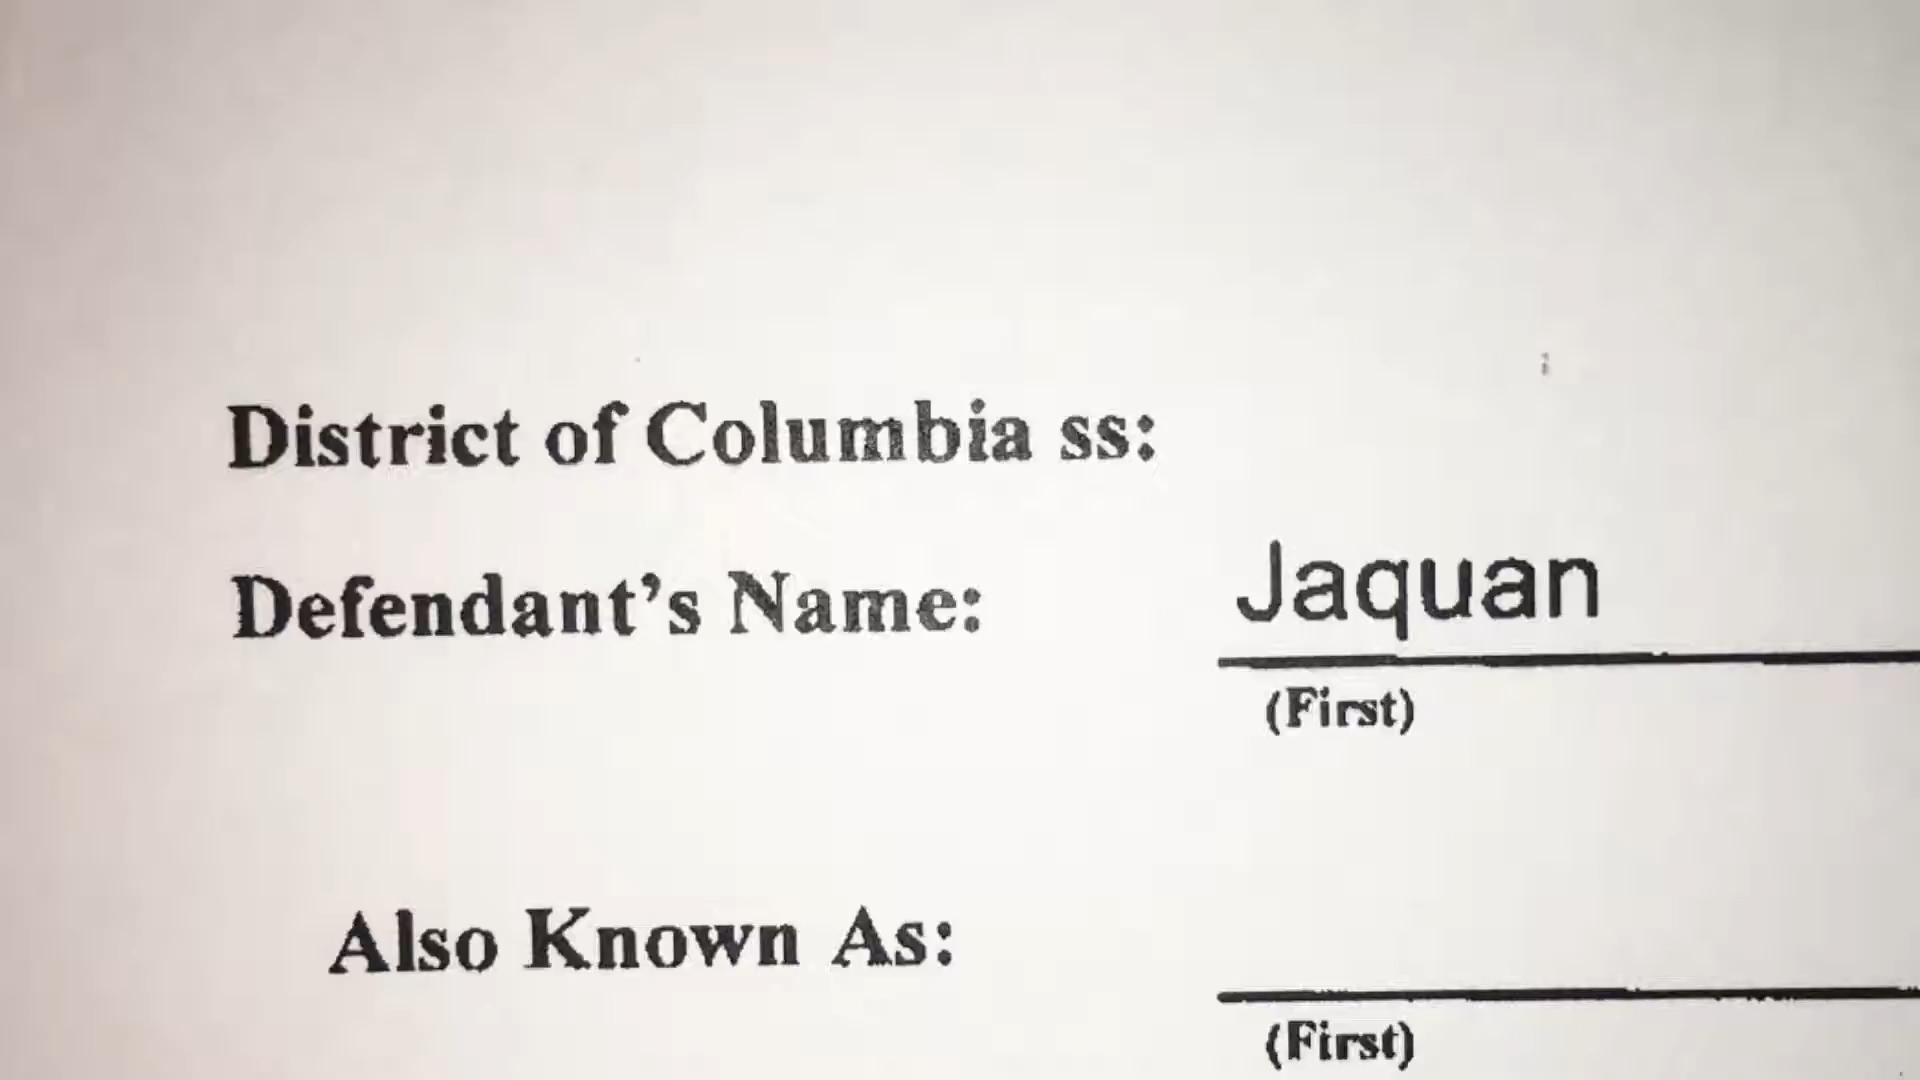 District of Columbia ss:
Defendant's Name: Jaquan
(First)
Also Known As:
(First)